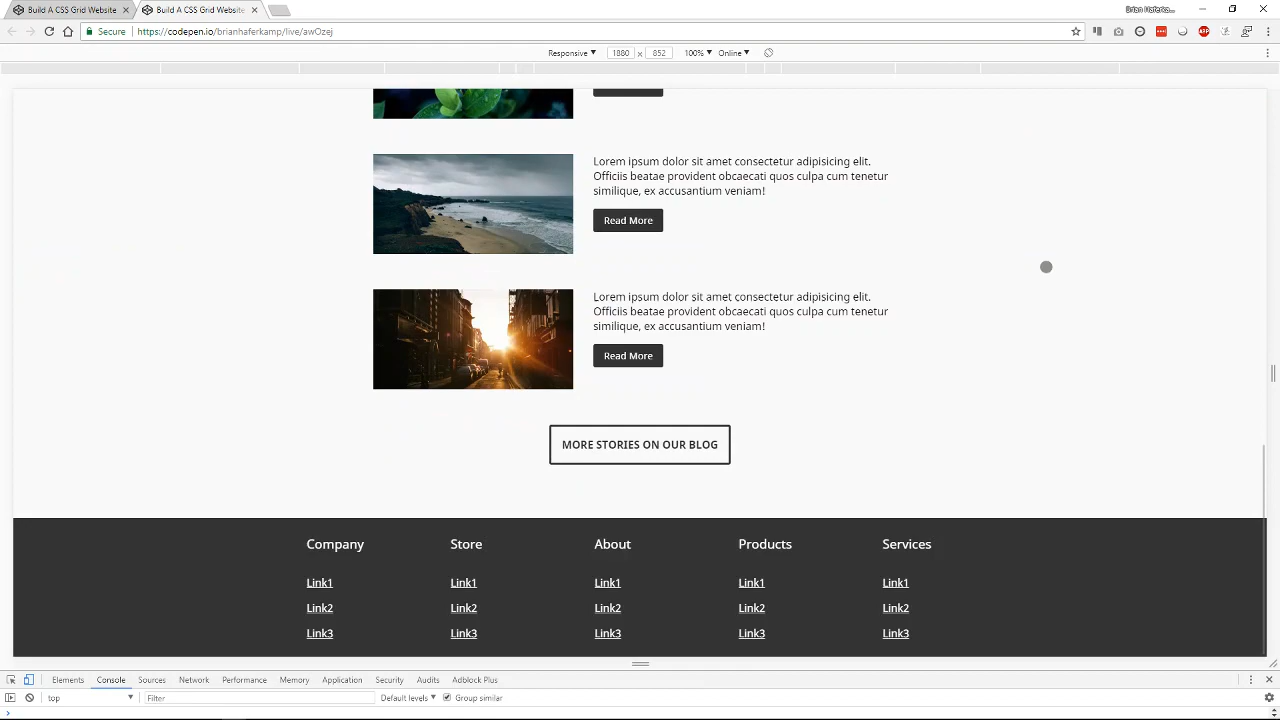 Build A CSS Grid Website
Build A CSS Grid Website
Brian Haferka...
Secure
https://codepen.io/brianhaferkamp/live/awOzej
Responsive
1880 x 852
100%
Online
Read More
Lorem ipsum dolor sit amet consectetur adipisicing elit.
Officiis beatae provident obcaecati quos culpa cum tenetur
similique, ex accusantium veniam!
Read More
Lorem ipsum dolor sit amet consectetur adipisicing elit.
Officiis beatae provident obcaecati quos culpa cum tenetur
similique, ex accusantium veniam!
Read More
MORE STORIES ON OUR BLOG
Company Store About Products Services
Link1 Link1 Link1 Link1 Link1
Link2 Link2 Link2 Link2 Link2
Link3 Link3 Link3 Link3 Link3
Elements Console Sources Network Performance Memory Application Security Audits Adblock Plus
top Filter Default levels Group similar